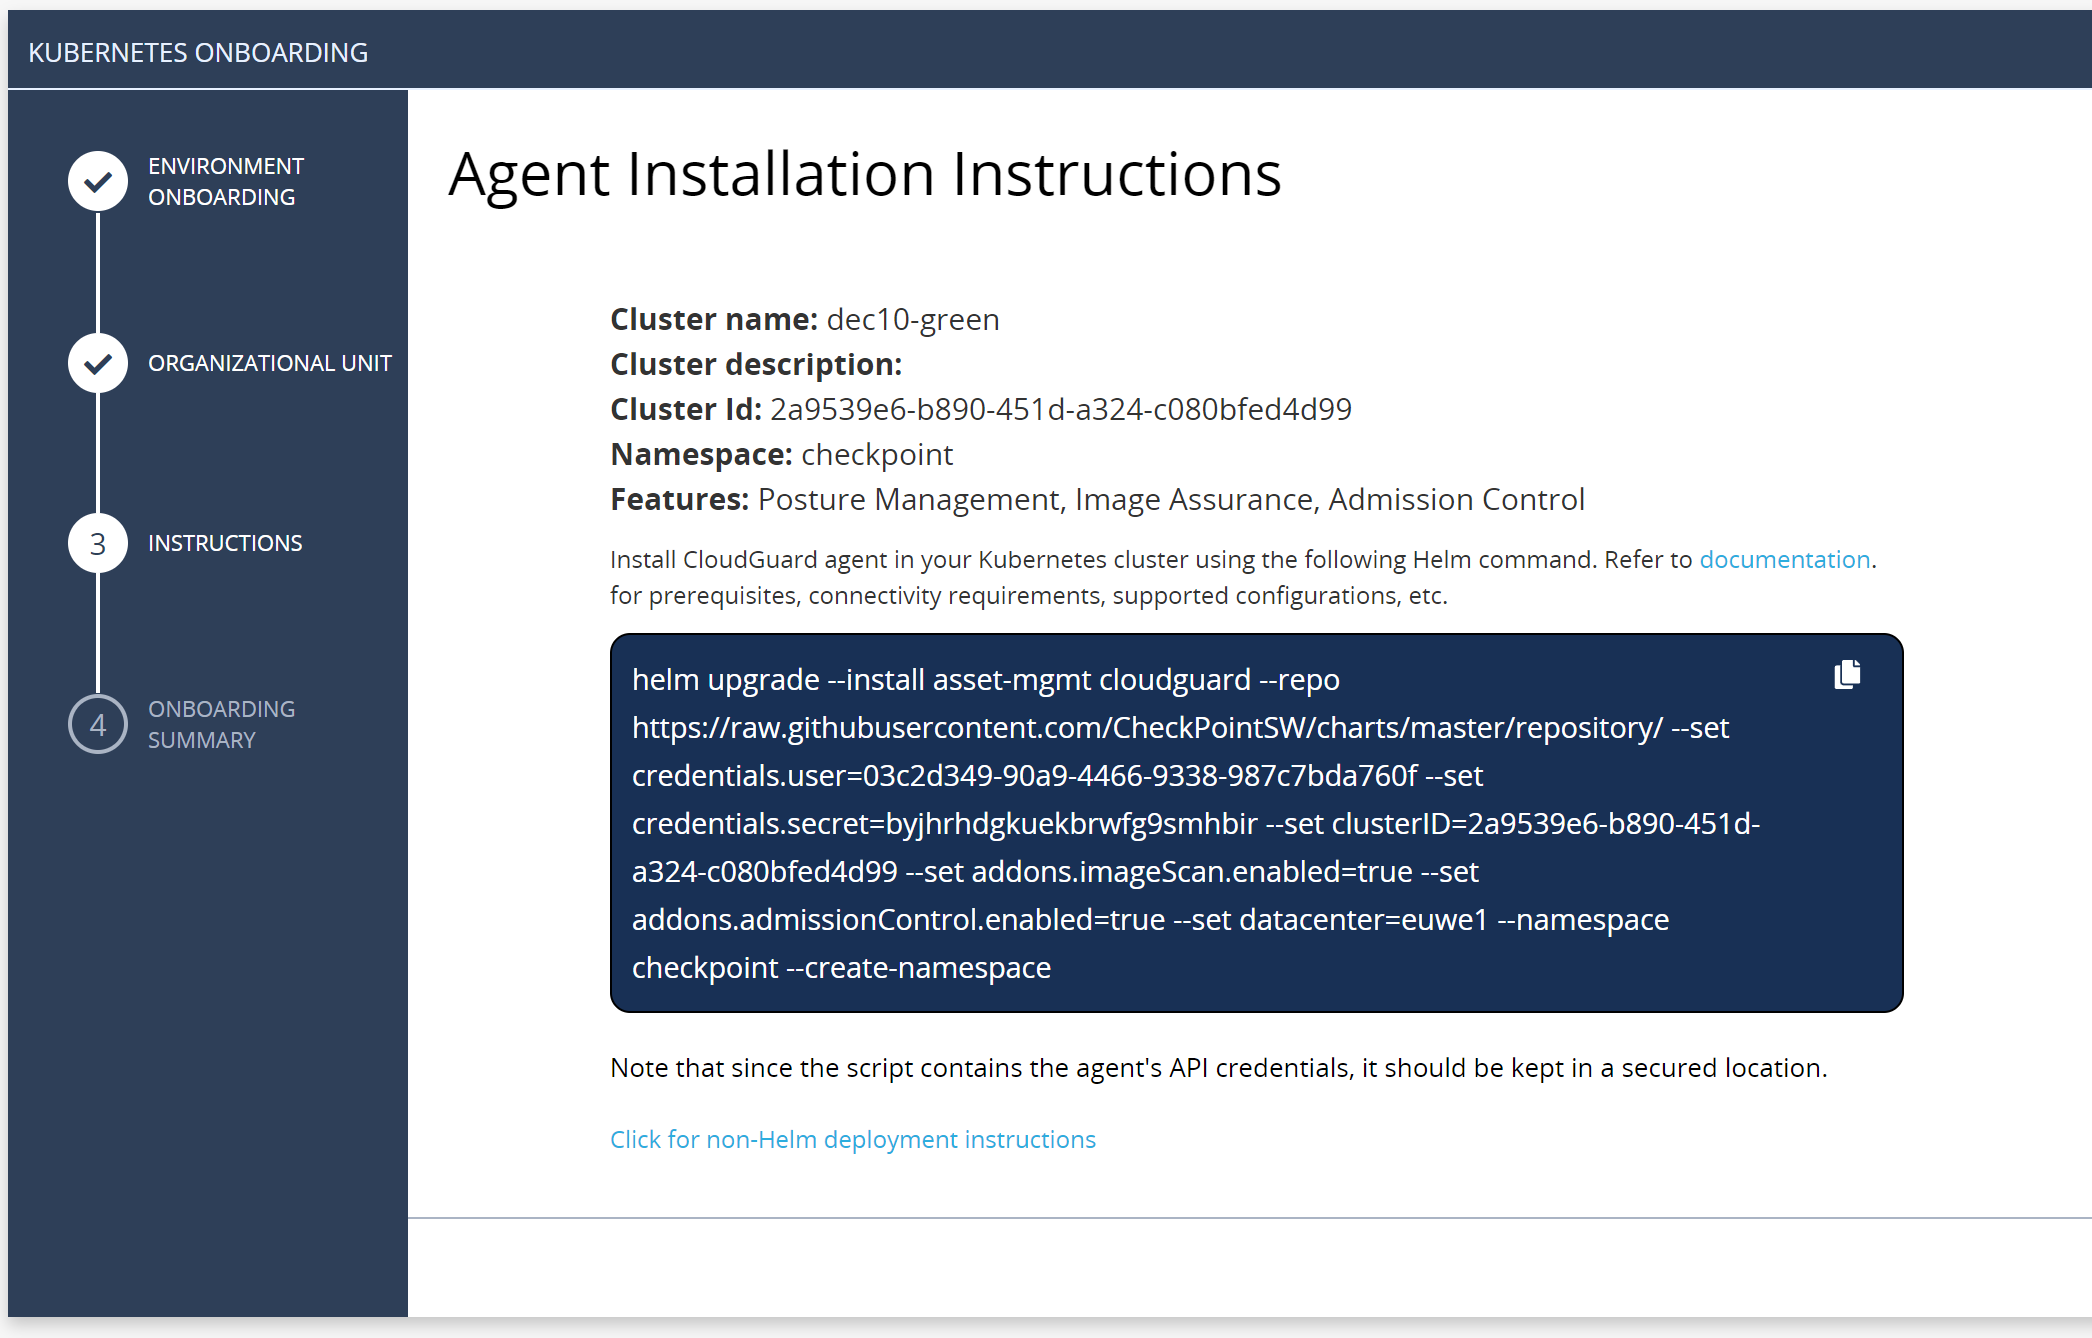 KUBERNETES ONBOARDING
ENVIRONMENT
ONBOARDING
ORGANIZATIONAL UNIT
3
INSTRUCTIONS
4
ONBOARDING
SUMMARY
Agent Installation Instructions
Cluster name: dec10-green
Cluster description:
Cluster Id: 2a9539e6-b890-451d-a324-c080bfed4d99
Namespace: checkpoint
Features: Posture Management, Image Assurance, Admission Control
Install CloudGuard agent in your Kubernetes cluster using the following Helm command. Refer to documentation.
for prerequisites, connectivity requirements, supported configurations, etc.
helm upgrade --install asset-mgmt cloudguard --repo
https://raw.githubusercontent.com/CheckPointSW/charts/master/repository/ --set
credentials.user=03c2d349-90a9-4466-9338-987c7bda760f --set
credentials.secret=byjhrhdgkuekbrwfg9smhbir --set clusterID=2a9539e6-b890-451d-
a324-c080bfed4d99 --set addons.imageScan.enabled=true --set
addons.admissionControl.enabled=true --set datacenter=euwe1 --namespace
checkpoint --create-namespace
Note that since the script contains the agent's API credentials, it should be kept in a secured location.
Click for non-Helm deployment instructions